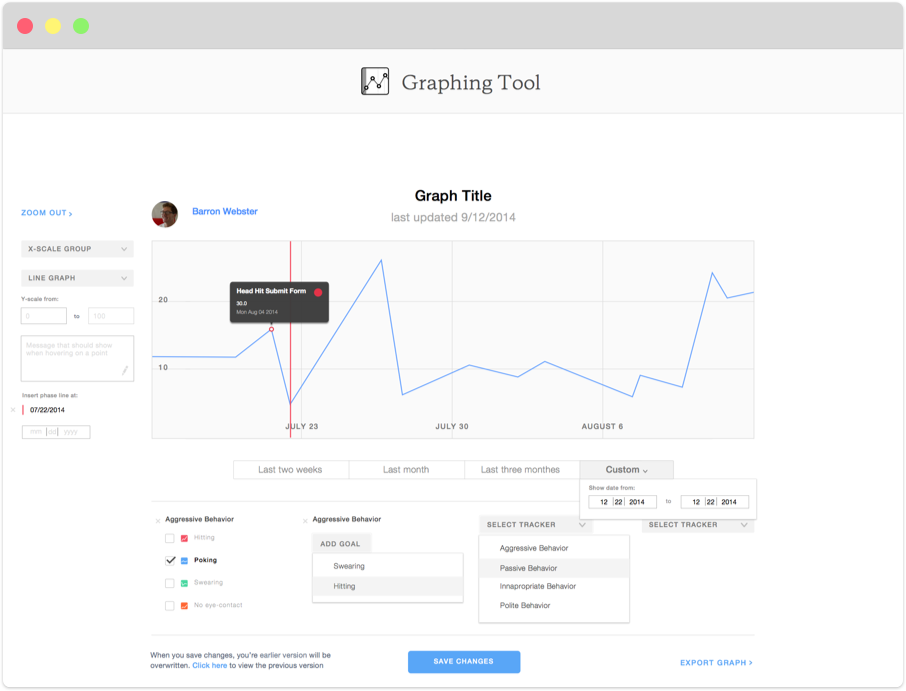 Graphing Tool
Graph Title
last updated 9/12/2014
Barron Webster
ZOOM OUT ›
X-SCALE GROUP
LINE GRAPH
Y-scale from:
0 to 100
Message that should show
when hovering on a point
Insert phase line at:
× 07/22/2014
mm dd yyyy
20
10
Head Hit Submit Form
30.0
Mon Aug 04 2014
JULY 23
JULY 30
AUGUST 6
Last two weeks
Last month
Last three monthes
Custom
Show date from:
12 22 2014 to 12 22 2014
× Aggressive Behavior
Hitting
Poking
Swearing
No eye-contact
× Aggressive Behavior
ADD GOAL
Swearing
Hitting
SELECT TRACKER
Aggressive Behavior
Passive Behavior
Innapropriate Behavior
Polite Behavior
SELECT TRACKER
When you save changes, you're earlier version will be
overwritten. Click here to view the previous version
SAVE CHANGES
EXPORT GRAPH ›